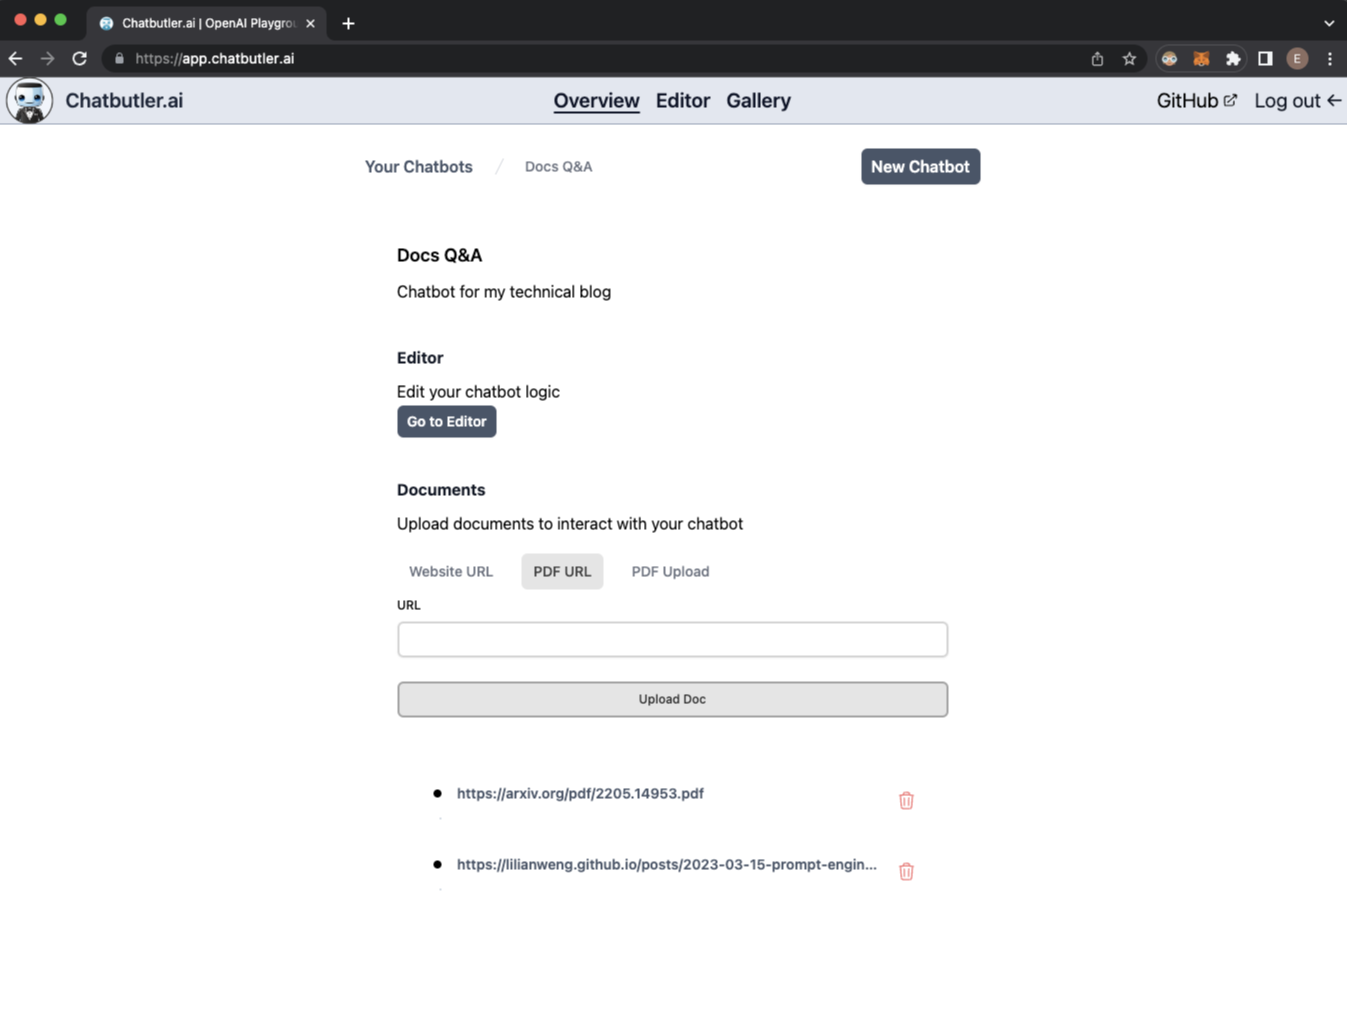 Chatbutler.ai | OpenAI Playgrou
https://app.chatbutler.ai
E
Chatbutler.ai
Overview Editor Gallery
GitHub Log out
Your Chatbots / Docs Q&A
New Chatbot
Docs Q&A
Chatbot for my technical blog
Editor
Edit your chatbot logic
Go to Editor
Documents
Upload documents to interact with your chatbot
Website URL PDF URL PDF Upload
URL
Upload Doc
https://arxiv.org/pdf/2205.14953.pdf
https://lilianweng.github.io/posts/2023-03-15-prompt-engin...